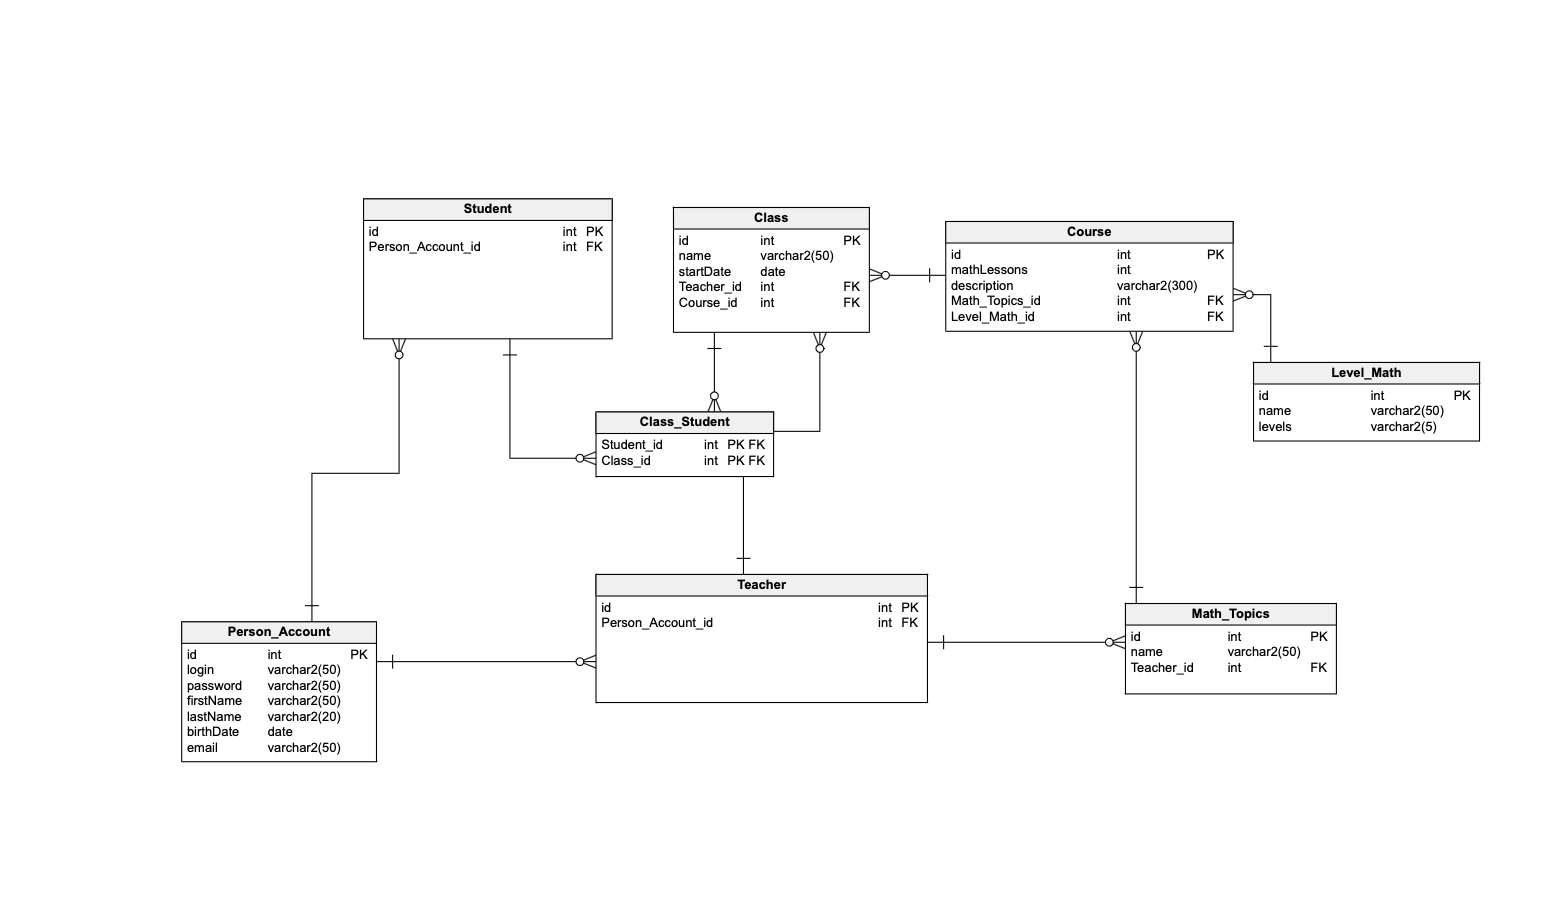 Student
id int PK
Person_Account_id int FK
Class
id int PK
name varchar2(50)
startDate date
Teacher_id int FK
Course_id int FK
Course
id int PK
mathLessons int
description varchar2(300)
Math_Topics_id int FK
Level_Math_id int FK
Level_Math
id int PK
name varchar2(50)
levels varchar2(5)
Class_Student
Student_id int PK FK
Class_id int PK FK
Teacher
id int PK
Person_Account_id int FK
Math_Topics
id int PK
name varchar2(50)
Teacher_id int FK
Person_Account
id int PK
login varchar2(50)
password varchar2(50)
firstName varchar2(50)
lastName varchar2(20)
birthDate date
email varchar2(50)